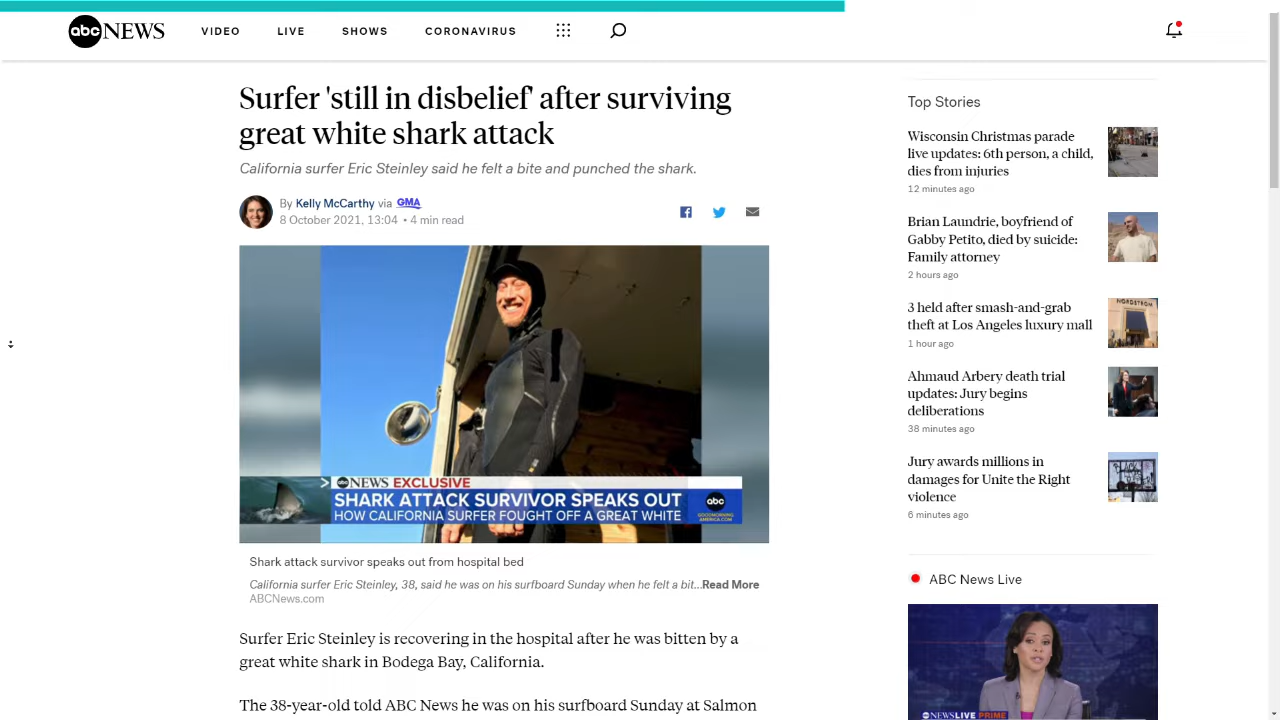 abc NEWS
VIDEO
LIVE
SHOWS
CORONAVIRUS
Surfer 'still in disbelief' after surviving
great white shark attack
California surfer Eric Steinley said he felt a bite and punched the shark.
By Kelly McCarthy via GMA
8 October 2021, 13:04 • 4 min read
abc NEWS EXCLUSIVE
SHARK ATTACK SURVIVOR SPEAKS OUT
HOW CALIFORNIA SURFER FOUGHT OFF A GREAT WHITE
abc
GOODMORNING
AMERICA.COM
Shark attack survivor speaks out from hospital bed
California surfer Eric Steinley, 38, said he was on his surfboard Sunday when he felt a bit...Read More
ABCNews.com
Surfer Eric Steinley is recovering in the hospital after he was bitten by a
great white shark in Bodega Bay, California.
The 38-year-old told ABC News he was on his surfboard Sunday at Salmon
Top Stories
Wisconsin Christmas parade
live updates: 6th person, a child,
dies from injuries
12 minutes ago
Brian Laundrie, boyfriend of
Gabby Petito, died by suicide:
Family attorney
2 hours ago
3 held after smash-and-grab
theft at Los Angeles luxury mall
1 hour ago
NORDSTROM
Ahmaud Arbery death trial
updates: Jury begins
deliberations
38 minutes ago
Jury awards millions in
damages for Unite the Right
violence
6 minutes ago
ABC News Live
NEWS LIVE PRIME